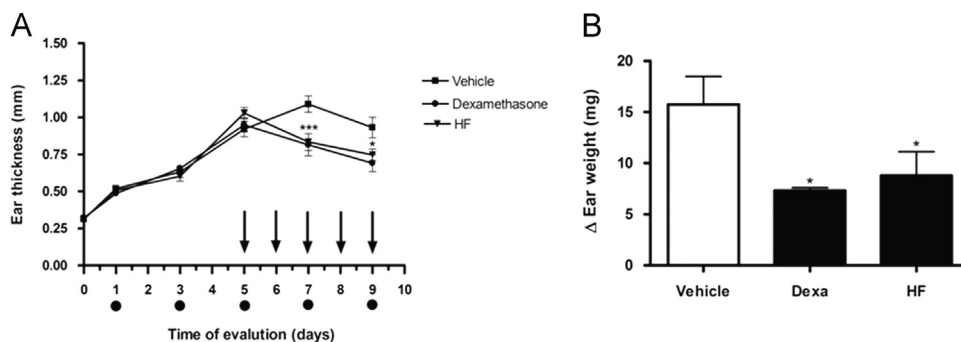 A
Ear thickness (mm)
1.50
1.25
1.00
0.75
0.50
0.25
0.00
***
*
0 1 2 3 4 5 6 7 8 9 10
Time of evalution (days)
Vehicle
Dexamethasone
HF
B
Δ Ear weight (mg)
20
15
10
5
0
*
*
Vehicle Dexa HF